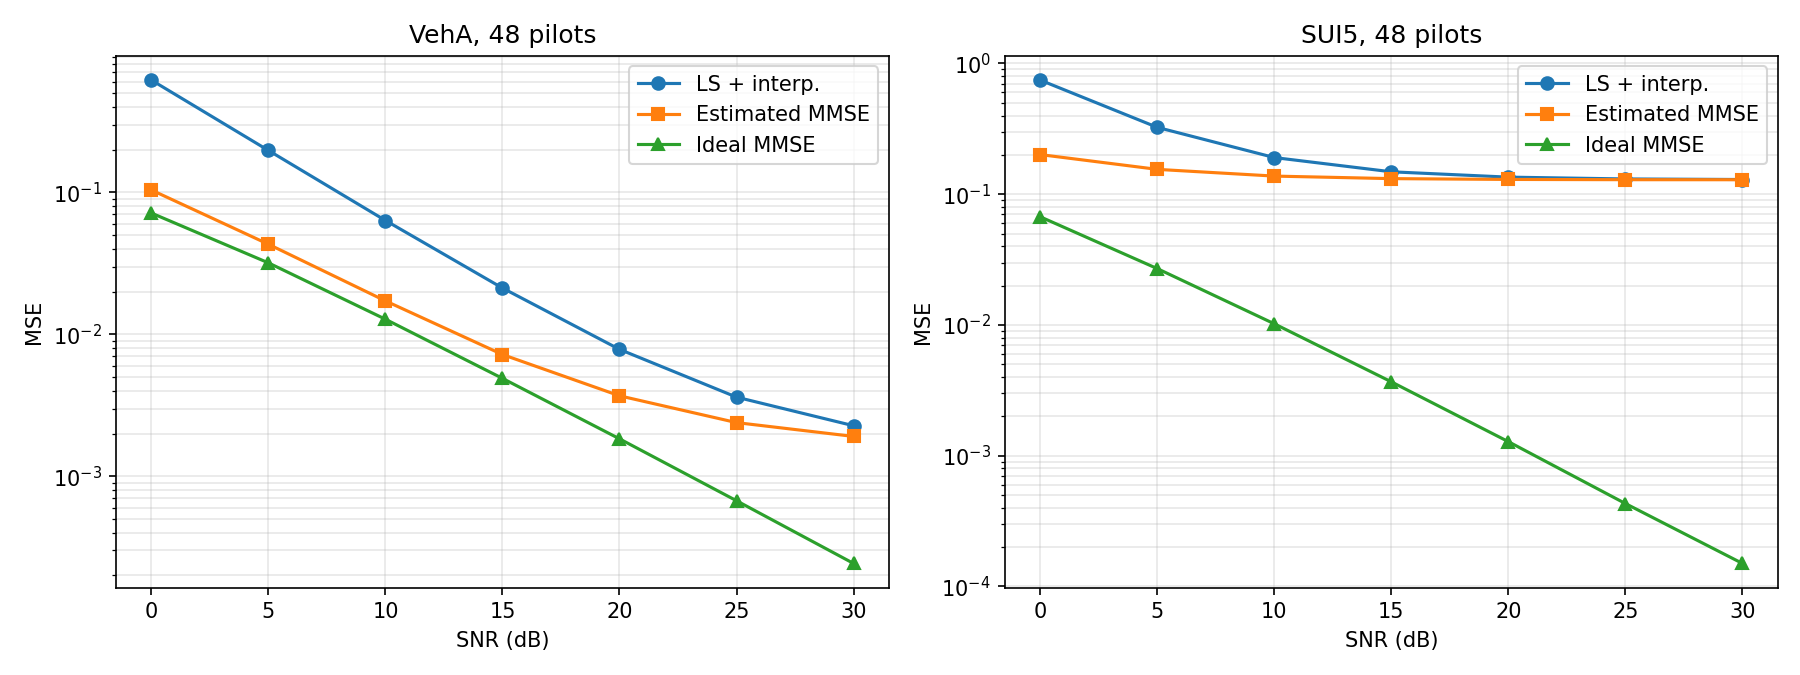 VehA, 48 pilots
LS + interp.
Estimated MMSE
Ideal MMSE
10⁻¹
10⁻²
10⁻³
MSE
0 5 10 15 20 25 30
SNR (dB)
SUI5, 48 pilots
LS + interp.
Estimated MMSE
Ideal MMSE
10⁰
10⁻¹
10⁻²
10⁻³
10⁻⁴
MSE
0 5 10 15 20 25 30
SNR (dB)